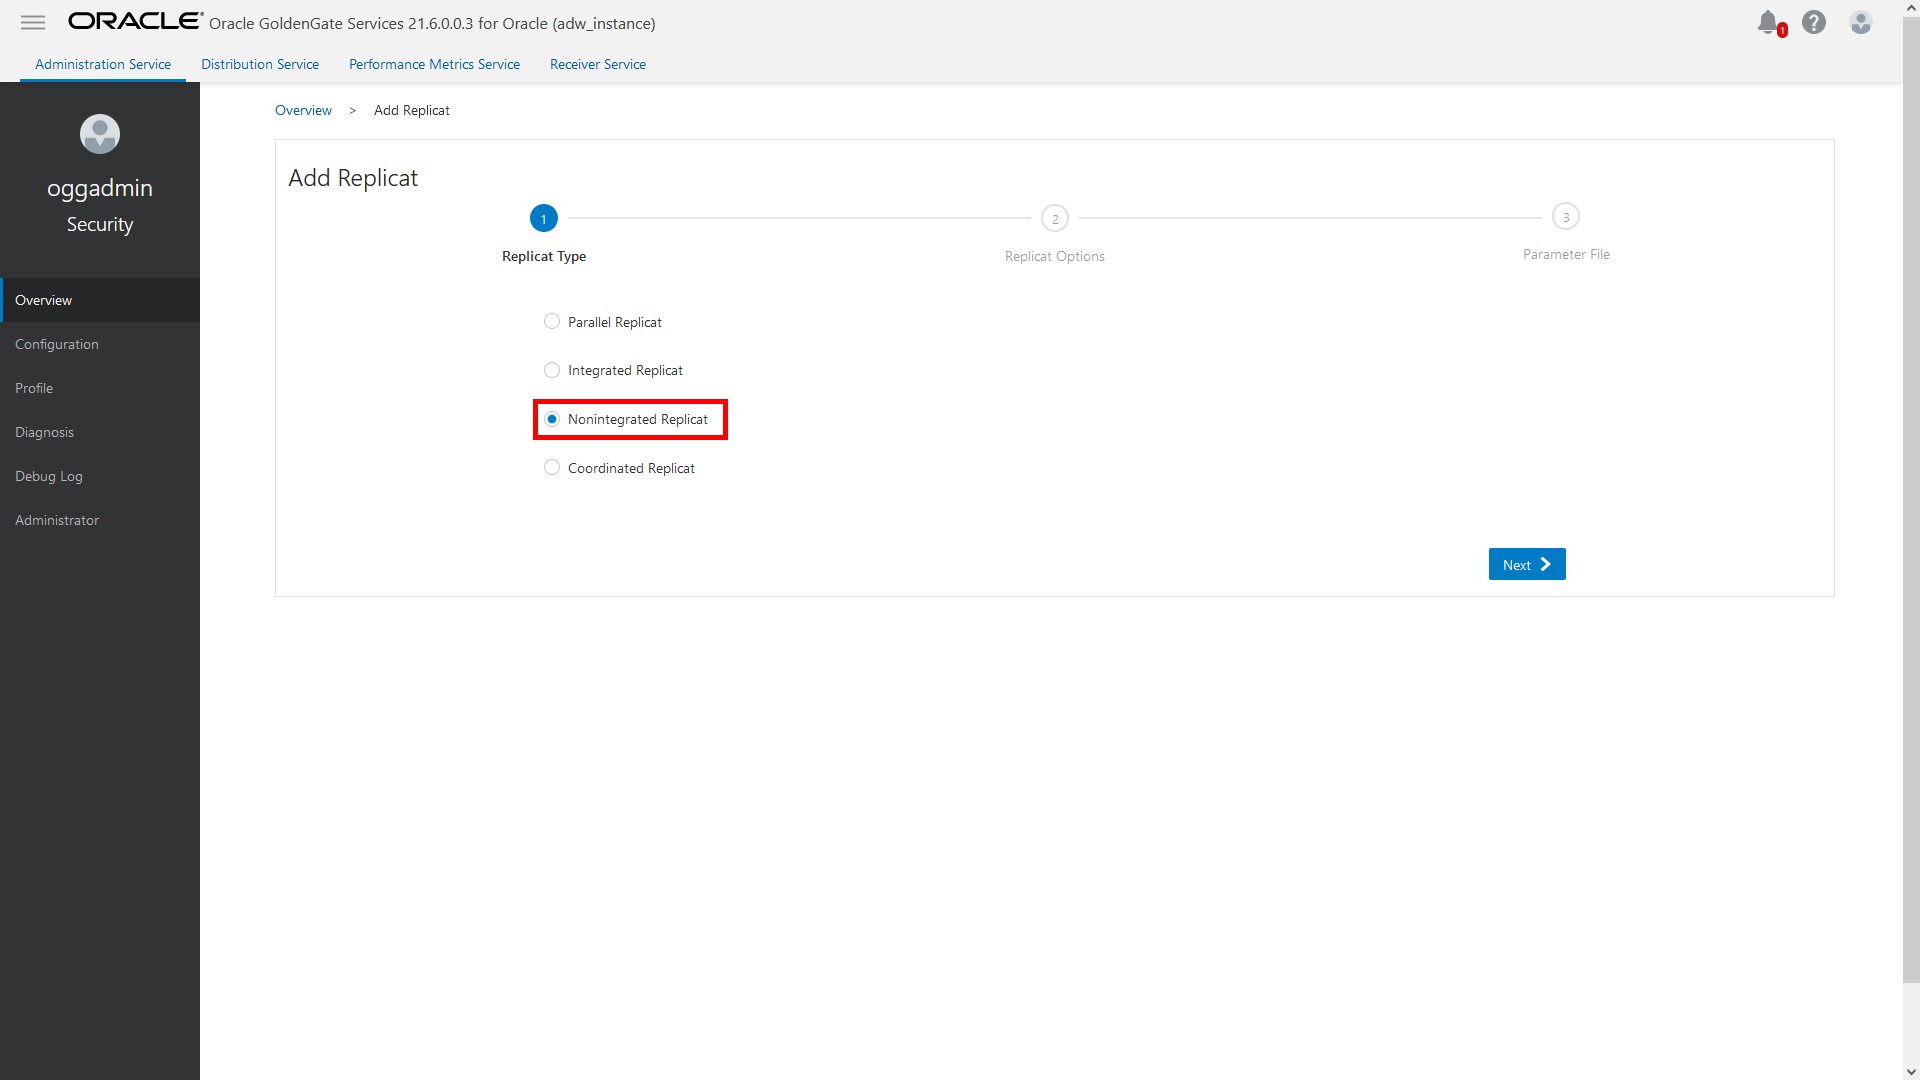 ORACLE® Oracle GoldenGate Services 21.6.0.0.3 for Oracle (adw_instance)
1
Administration Service Distribution Service Performance Metrics Service Receiver Service
oggadmin
Security
Overview
Configuration
Profile
Diagnosis
Debug Log
Administrator
Overview > Add Replicat
Add Replicat
1 2 3
Replicat Type Replicat Options Parameter File
Parallel Replicat
Integrated Replicat
Nonintegrated Replicat
Coordinated Replicat
Next